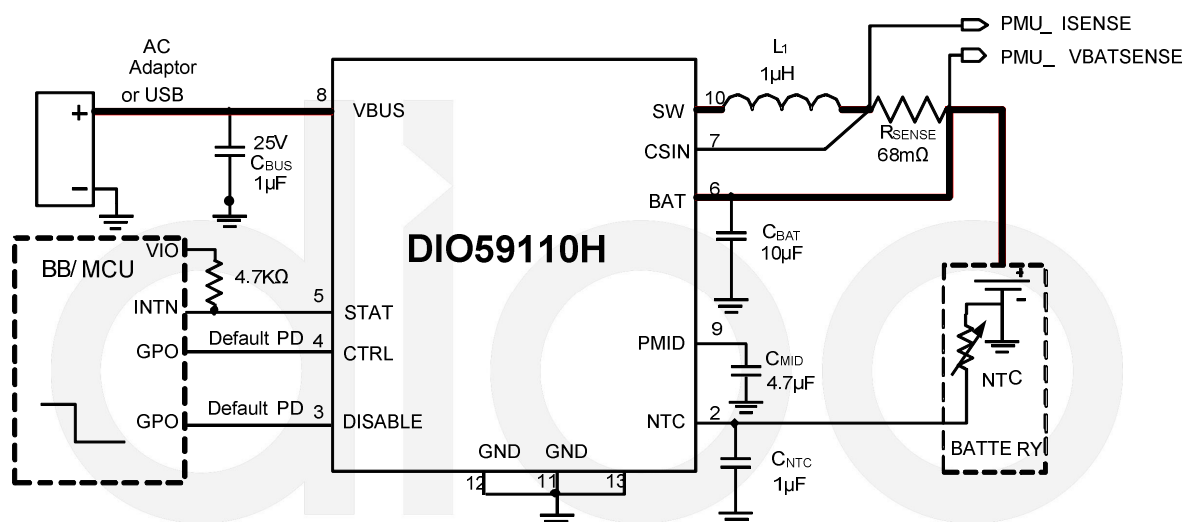 PMU_ ISENSE
PMU_ VBATSENSE
AC
Adaptor
or USB
L1
1µH
+
-
8
VBUS
SW
10
RSENSE
68mΩ
25V
CBUS
1µF
CSIN
7
BAT
6
CBAT
10µF
DIO59110H
BB/ MCU
VIO
4.7KΩ
INTN
5
STAT
GPO
Default PD
4
CTRL
GPO
Default PD
3
DISABLE
PMID
9
CMID
4.7µF
NTC
2
CNTC
1µF
+
-
NTC
BATTE RY
GND
GND
12
11
13
dioo